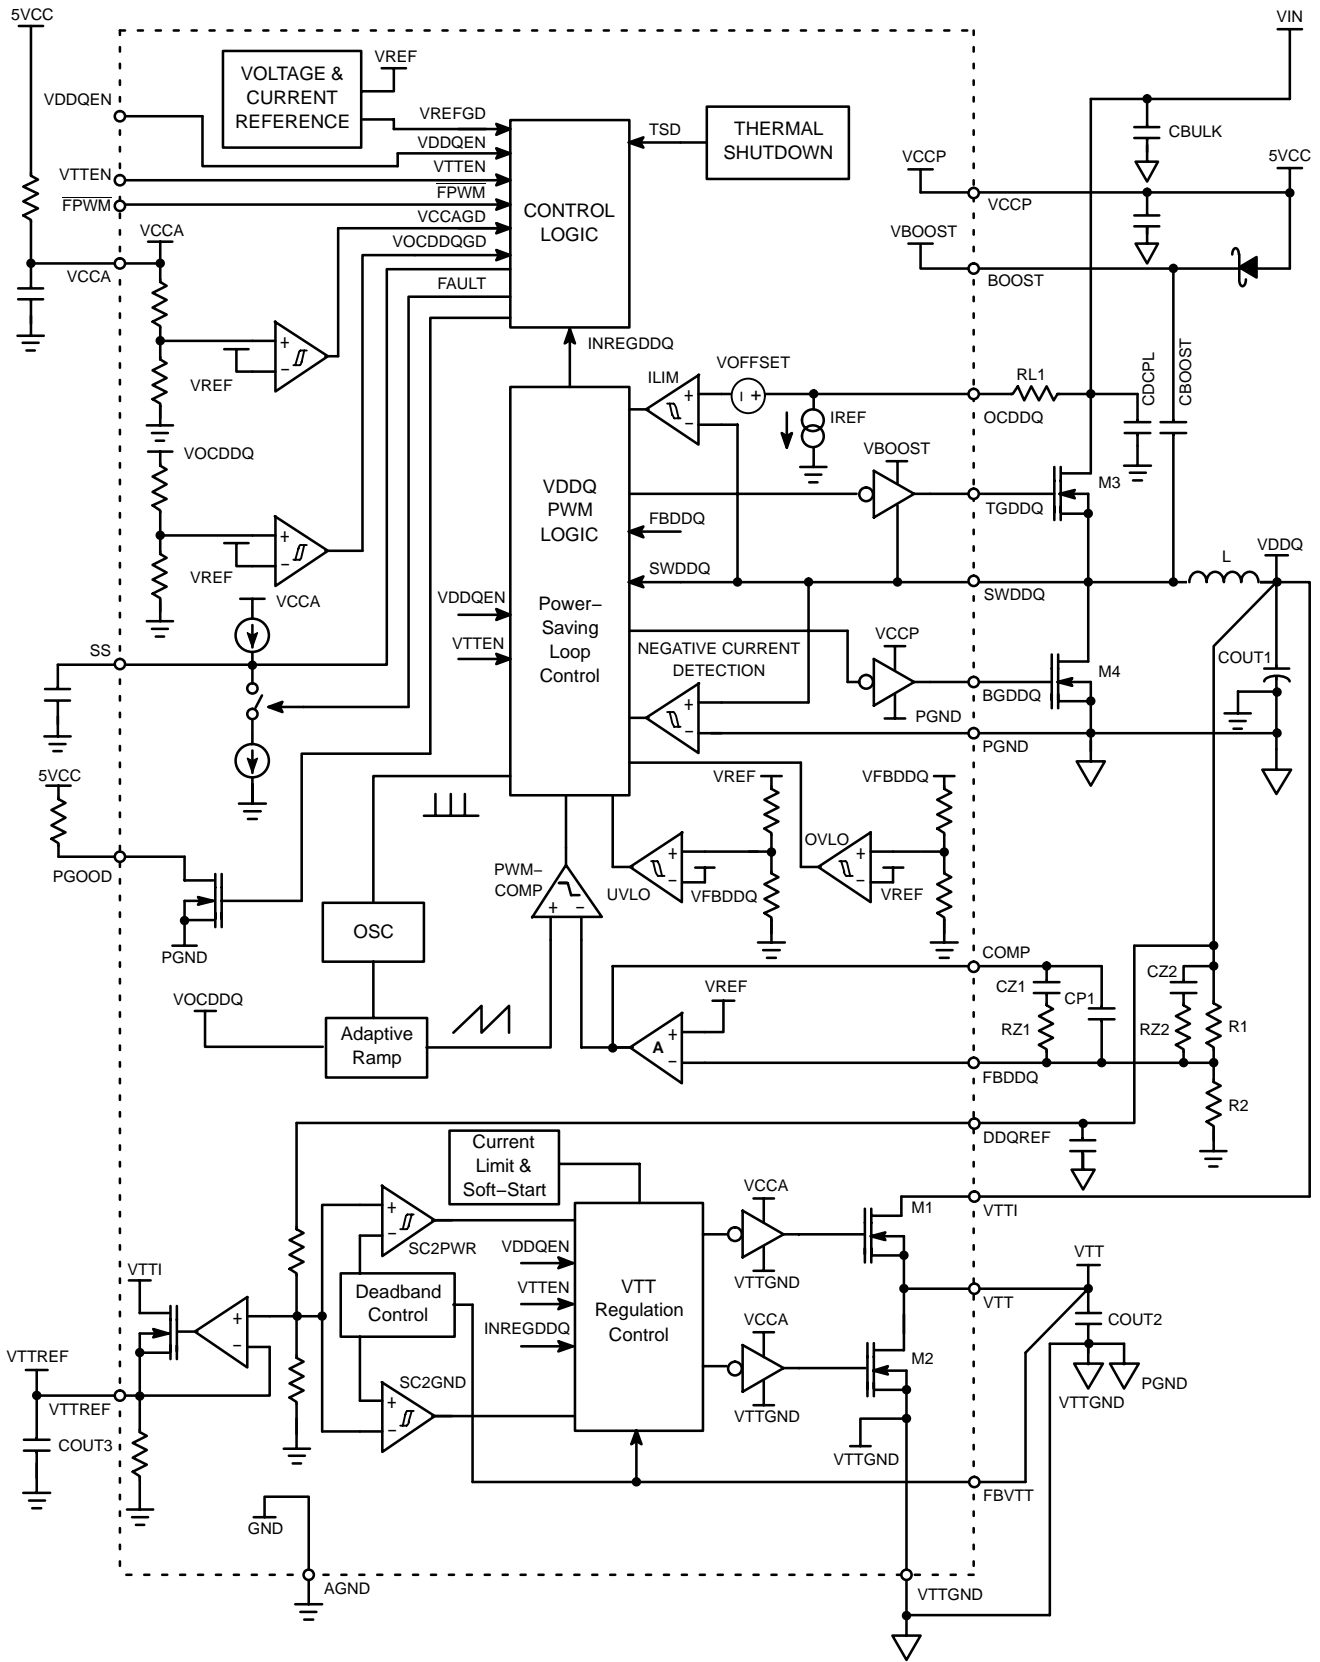 5VCC
VIN
VOLTAGE &
CURRENT
REFERENCE
VREF
VDDQEN
VREFGD
VDDQEN
VTTEN
FPWM
VCCAGD
VOCDDQGD
FAULT
CONTROL
LOGIC
TSD
THERMAL
SHUTDOWN
CBULK
VCCP
5VCC
VCCP
VBOOST
BOOST
VTTEN
FPWM
VCCA
VCCA
+
−
VREF
VOCDDQ
+
−
VREF
INREGDDQ
VOFFSET
ILIM
+
−
+
IREF
RL1
OCDDQ
CDCPL
CBOOST
VBOOST
M3
TGDDQ
VDDQ
PWM
LOGIC
FBDDQ
SWDDQ
SWDDQ
L
VDDQ
VCCA
VDDQEN
VTTEN
Power−
Saving
Loop
Control
NEGATIVE CURRENT
DETECTION
+
−
VCCP
PGND
BGDDQ
M4
PGND
COUT1
SS
5VCC
PGOOD
PGND
VREF
VFBDDQ
PWM−
COMP
+
−
UVLO
+
−
VFBDDQ
OVLO
+
−
VREF
OSC
VOCDDQ
Adaptive
Ramp
VREF
A
+
−
COMP
CZ1
CP1
RZ1
CZ2
RZ2
R1
FBDDQ
R2
DDQREF
Current
Limit &
Soft−Start
VTTI
+
−
SC2PWR
VDDQEN
VTTEN
INREGDDQ
VTT
Regulation
Control
VCCA
VTTGND
M1
Deadband
Control
VTTI
+
−
VTTREF
VTTREF
COUT3
SC2GND
+
−
VCCA
VTTGND
M2
VTTGND
VTT
VTT
COUT2
VTTGND
PGND
FBVTT
GND
AGND
VTTGND